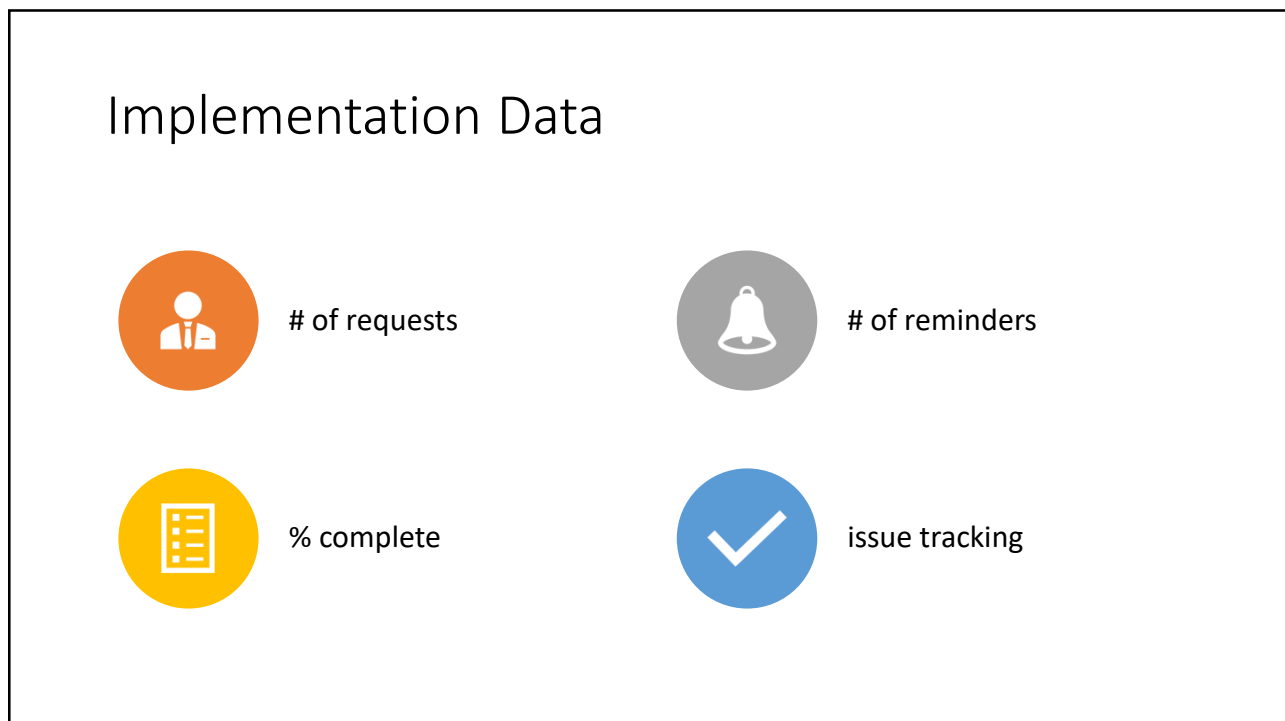 Implementation Data
# of requests
# of reminders
% complete
issue tracking